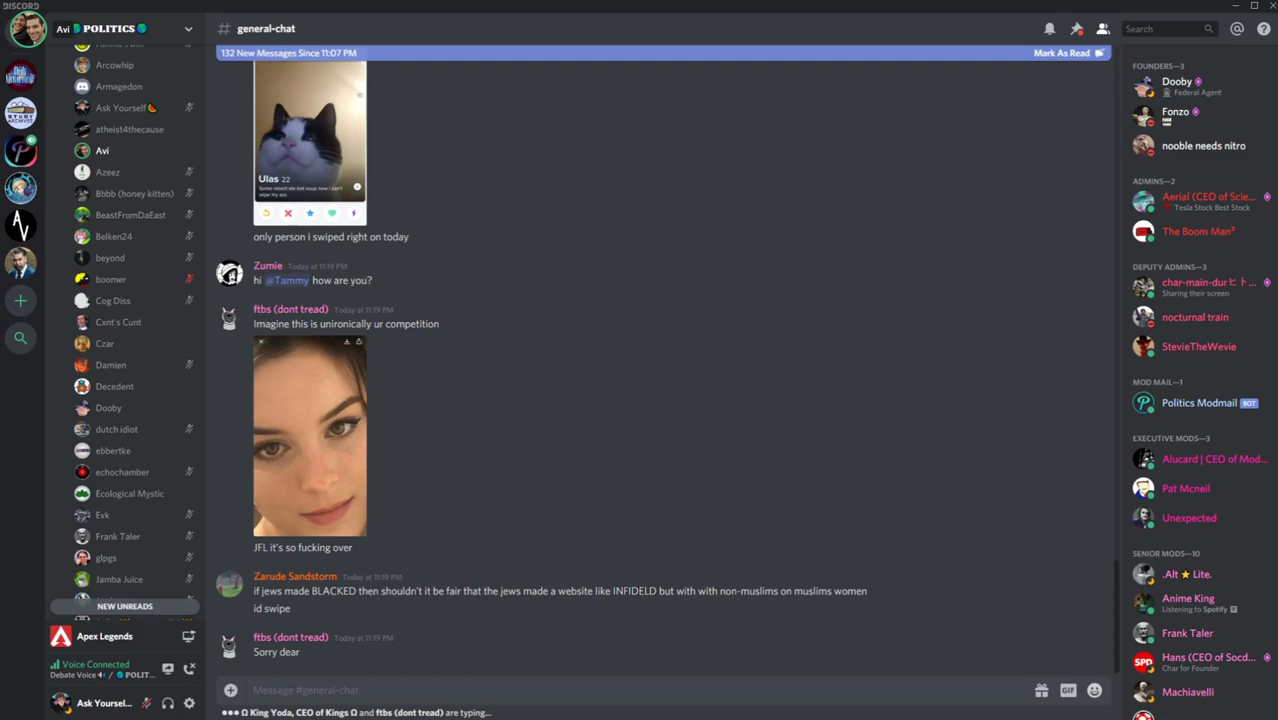 DISCORD
Avi POLITICS
Arcowhip
Armagedon
Ask Yourself
atheist4thecause
Avi
Azeez
Bbbb (honey kitten)
BeastFromDaEast
Belken24
beyond
boomer
Cog Diss
Cxnt's Cunt
Czar
Damien
Decedent
Dooby
dutch idiot
ebbertke
echochamber
Ecological Mystic
Evk
Frank Taler
glpgs
Jamba Juice
NEW UNREADS
Apex Legends
Voice Connected
Debate Voice / POLIT...
Ask Yoursel...
# general-chat
Search
132 New Messages Since 11:07 PM
Mark As Read
Ulas 22
Some retard ate bat soup now I can't
wipe my ass
only person i swiped right on today
Zumie Today at 11:19 PM
hi @Tammy how are you?
ftbs (dont tread) Today at 11:19 PM
Imagine this is unironically ur competition
JFL it's so fucking over
Zarude Sandstorm Today at 11:19 PM
if jews made BLACKED then shouldn't it be fair that the jews made a website like INFIDELD but with with non-muslims on muslims women
id swipe
ftbs (dont tread) Today at 11:19 PM
Sorry dear
Message #general-chat
GIF
Ω King Yoda, CEO of Kings Ω and ftbs (dont tread) are typing...
FOUNDERS—3
Dooby
Federal Agent
Fonzo
nooble needs nitro
ADMINS—2
Aerial (CEO of Scie...
Tesla Stock Best Stock
The Boom Man³
DEPUTY ADMINS—3
char-main-durヒト...
Sharing their screen
nocturnal train
StevieTheWevie
MOD MAIL—1
Politics Modmail BOT
EXECUTIVE MODS—3
Alucard | CEO of Mod...
Pat Mcneil
Unexpected
SENIOR MODS—10
.Alt ⭐ Lite.
Anime King
Listening to Spotify
Frank Taler
Hans (CEO of Socd...
Char for Founder
SPD
Machiavelli